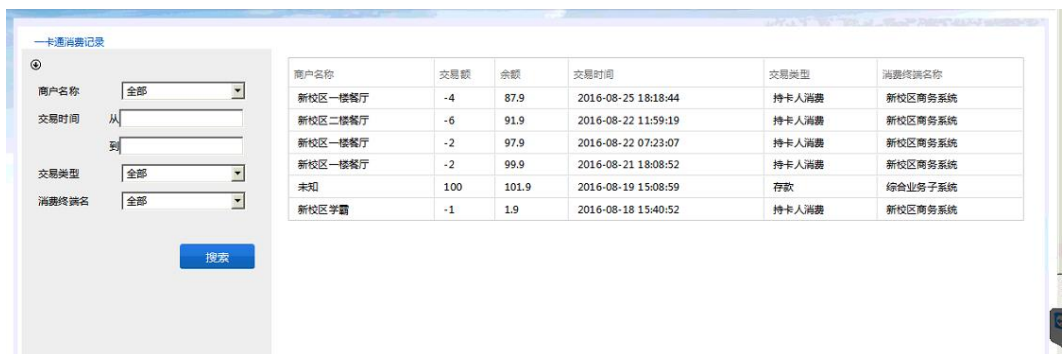 一卡通消费记录
商户名称 全部
交易时间 从
到
交易类型 全部
消费终端名 全部
搜索
商户名称 交易额 余额 交易时间 交易类型 消费终端名称
新校区一楼餐厅 -4 87.9 2016-08-25 18:18:44 持卡人消费 新校区商务系统
新校区二楼餐厅 -6 91.9 2016-08-22 11:59:19 持卡人消费 新校区商务系统
新校区一楼餐厅 -2 97.9 2016-08-22 07:23:07 持卡人消费 新校区商务系统
新校区一楼餐厅 -2 99.9 2016-08-21 18:08:52 持卡人消费 新校区商务系统
未知 100 101.9 2016-08-19 15:08:59 存款 综合业务子系统
新校区学霸 -1 1.9 2016-08-18 15:40:52 持卡人消费 新校区商务系统